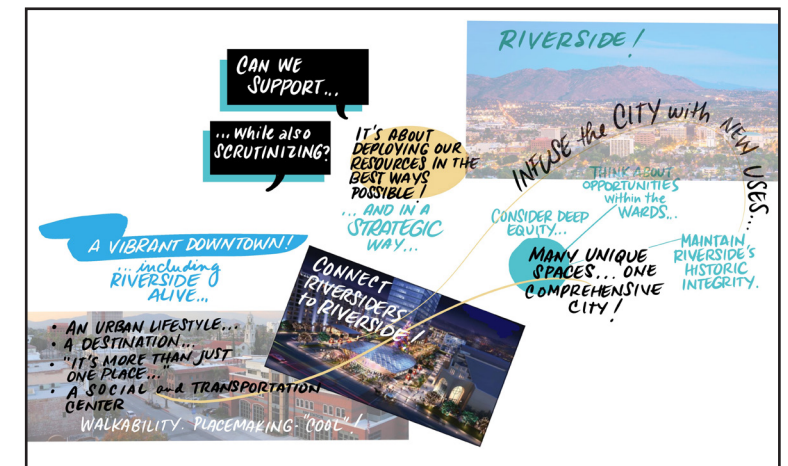 RIVERSIDE!
CAN WE
SUPPORT...
...while also
SCRUTINIZING?
IT'S ABOUT
DEPLOYING OUR
RESOURCES IN THE
BEST WAYS
POSSIBLE!
...AND IN A
STRATEGIC
WAY...
INFUSE the CITY with NEW USES...
THINK ABOUT
OPPORTUNITIES
within the
WARDS...
CONSIDER DEEP
EQUITY...
MANY UNIQUE
SPACES... ONE
COMPREHENSIVE
CITY!
MAINTAIN
RIVERSIDE'S
HISTORIC
INTEGRITY.
A VIBRANT DOWNTOWN!
...including
RIVERSIDE
ALIVE...
CONNECT
RIVERSIDERS
to RIVERSIDE!!
• AN URBAN LIFESTYLE...
• A DESTINATION...
• "IT'S MORE THAN JUST
ONE PLACE..."
• A SOCIAL and TRANSPORTATION
CENTER
WALKABILITY. PLACEMAKING. "COOL"!